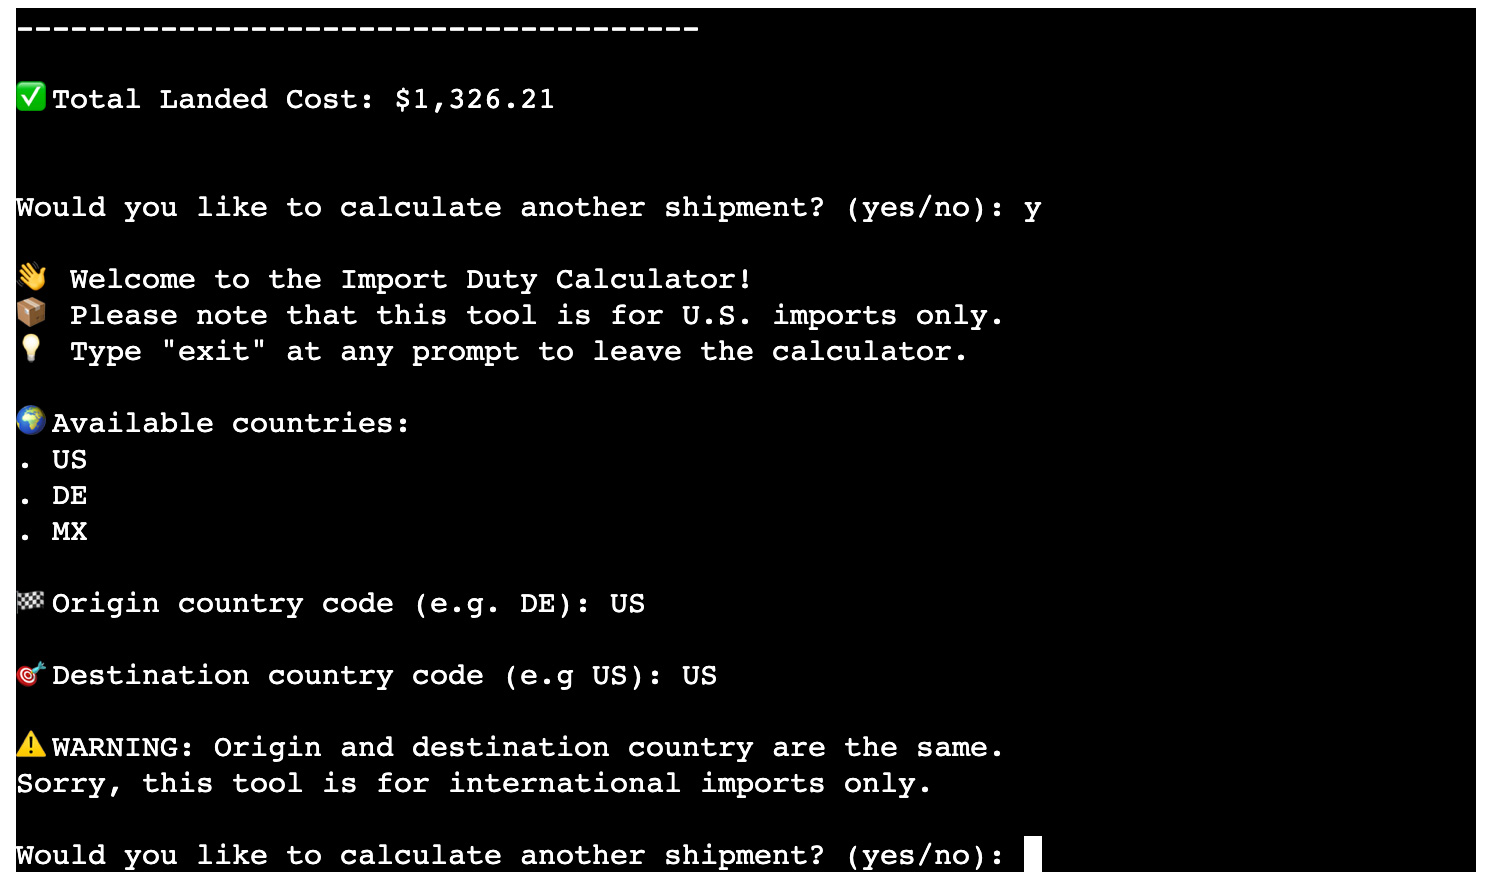 --------------------------------------
✅Total Landed Cost: $1,326.21
Would you like to calculate another shipment? (yes/no): y
👋 Welcome to the Import Duty Calculator!
📦 Please note that this tool is for U.S. imports only.
💡 Type "exit" at any prompt to leave the calculator.
🌍Available countries:
. US
. DE
. MX
🏁Origin country code (e.g. DE): US
🎯Destination country code (e.g US): US
⚠️WARNING: Origin and destination country are the same.
Sorry, this tool is for international imports only.
Would you like to calculate another shipment? (yes/no):